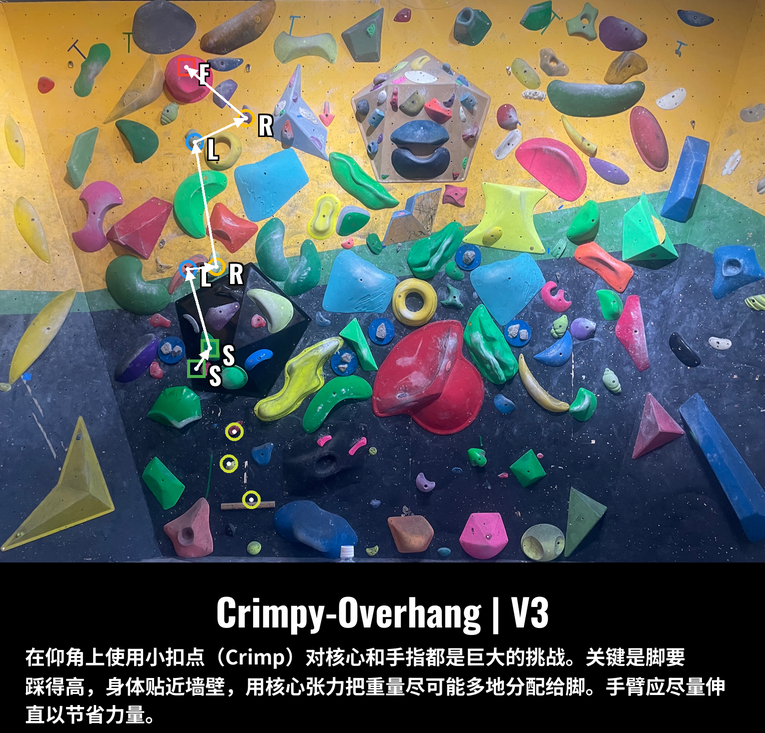 F
R
L
L R
S
S
Crimpy-Overhang | V3
在仰角上使用小扣点（Crimp）对核心和手指都是巨大的挑战。关键是脚要
踩得高，身体贴近墙壁，用核心张力把重量尽可能多地分配给脚。手臂应尽量伸
直以节省力量。